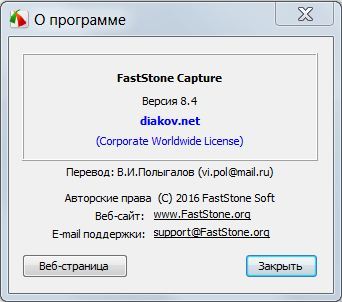 О программе
FastStone Capture
Версия 8.4
diakov.net
(Corporate Worldwide License)
Перевод: В.И.Полыгалов (vi.pol@mail.ru)
Авторские права (C) 2016 FastStone Soft
Веб-сайт: www.FastStone.org
E-mail поддержки: support@FastStone.org
Веб-страница Закрыть